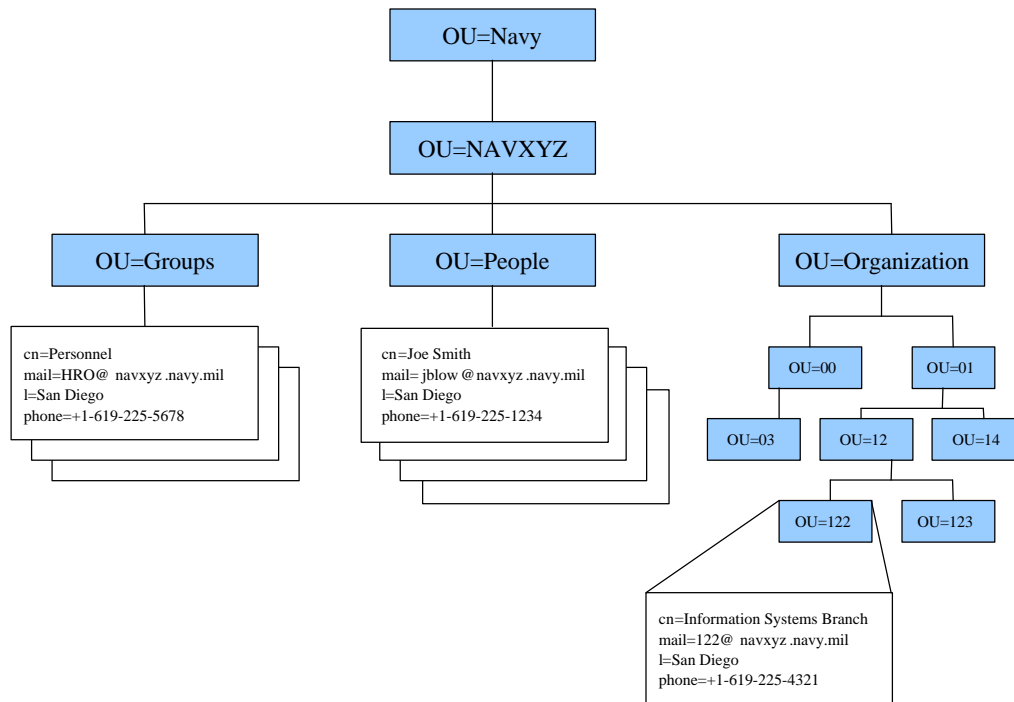 OU=Navy
OU=NAVXYZ
OU=Groups
OU=People
OU=Organization
cn=Personnel
mail=HRO@ navxyz .navy.mil
l=San Diego
phone=+1-619-225-5678
cn=Joe Smith
mail= jblow @navxyz .navy.mil
l=San Diego
phone=+1-619-225-1234
OU=00
OU=01
OU=03
OU=12
OU=14
OU=122
OU=123
cn=Information Systems Branch
mail=122@ navxyz .navy.mil
l=San Diego
phone=+1-619-225-4321